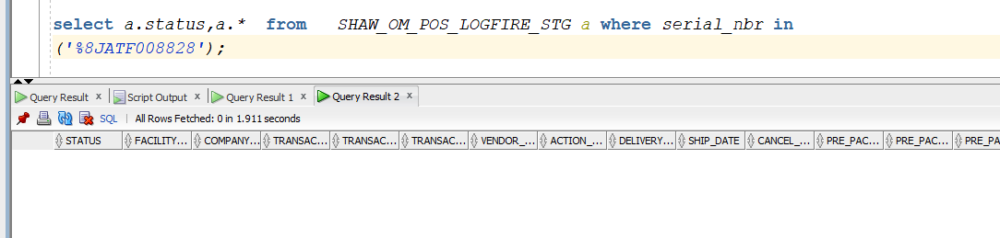 select a.status,a.* from SHAW_OM_POS_LOGFIRE_STG a where serial_nbr in
('%8JATF008828');
Query Result x Script Output x Query Result 1 x Query Result 2 x
SQL | All Rows Fetched: 0 in 1.911 seconds
STATUS FACILITY... COMPANY... TRANSAC... TRANSAC... TRANSAC... VENDOR_... ACTION_... DELIVERY... SHIP_DATE CANCEL_... PRE_PAC... PRE_PAC... PRE_PA